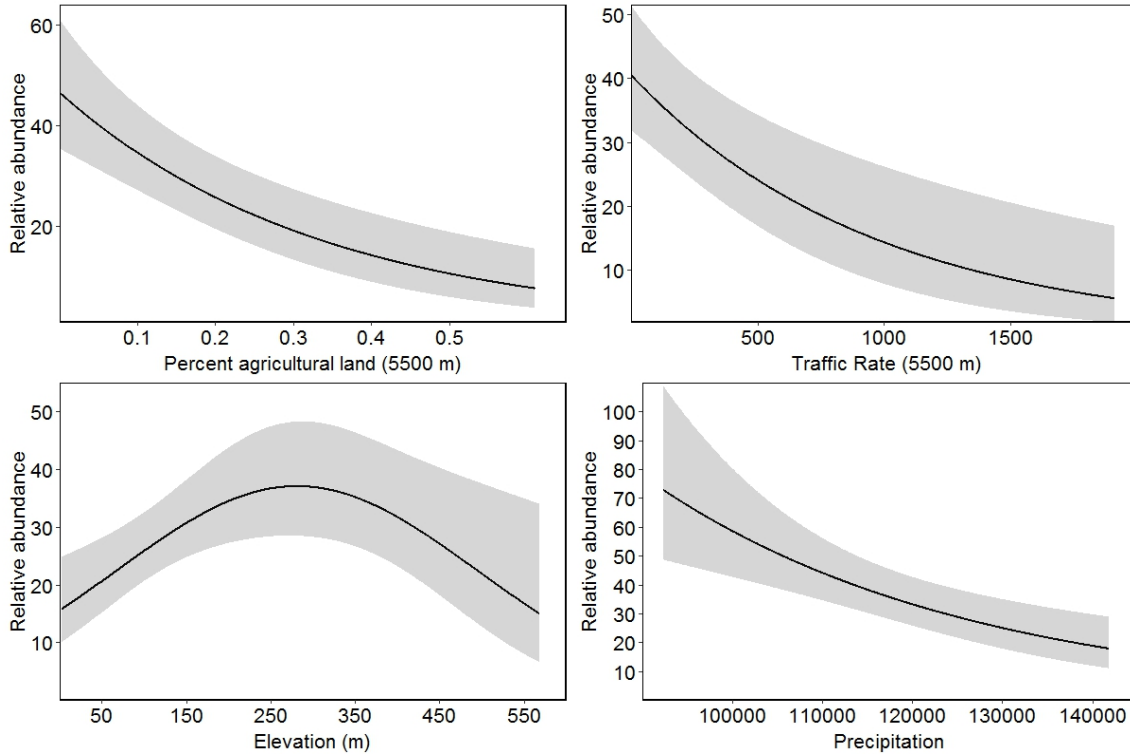 Relative abundance
60
40
20
0.1 0.2 0.3 0.4 0.5
Percent agricultural land (5500 m)
Relative abundance
50
40
30
20
10
500 1000 1500
Traffic Rate (5500 m)
Relative abundance
50
40
30
20
10
50 150 250 350 450 550
Elevation (m)
Relative abundance
100
90
80
70
60
50
40
30
20
10
100000 110000 120000 130000 140000
Precipitation